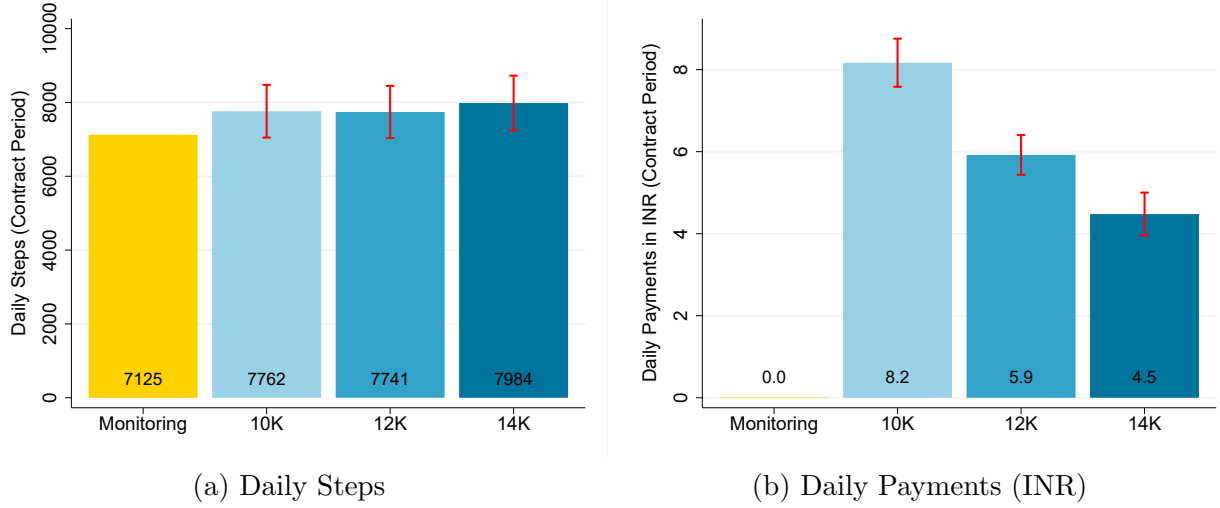 Daily Steps (Contract Period)
10000
8000
6000
4000
2000
0
7125
7762
7741
7984
Monitoring
10K
12K
14K
(a) Daily Steps
Daily Payments in INR (Contract Period)
8
6
4
2
0
0.0
8.2
5.9
4.5
Monitoring
10K
12K
14K
(b) Daily Payments (INR)